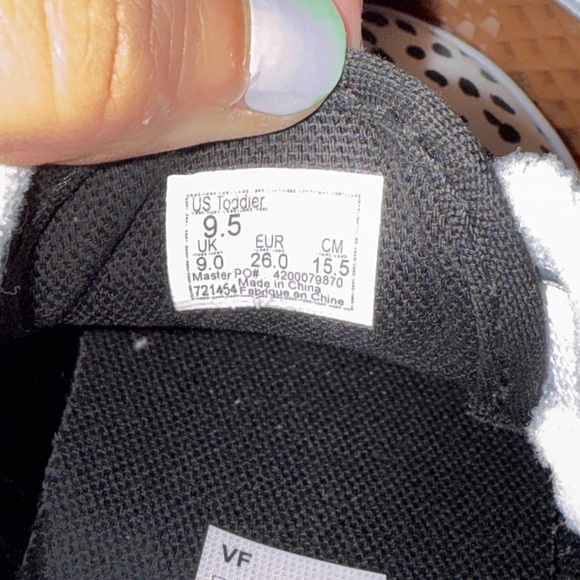 US Toddler
9.5
UK EUR CM
9.0 26.0 15.5
Master PO# : 4200079870
Made in China
721454 Fabrique en Chine
VF